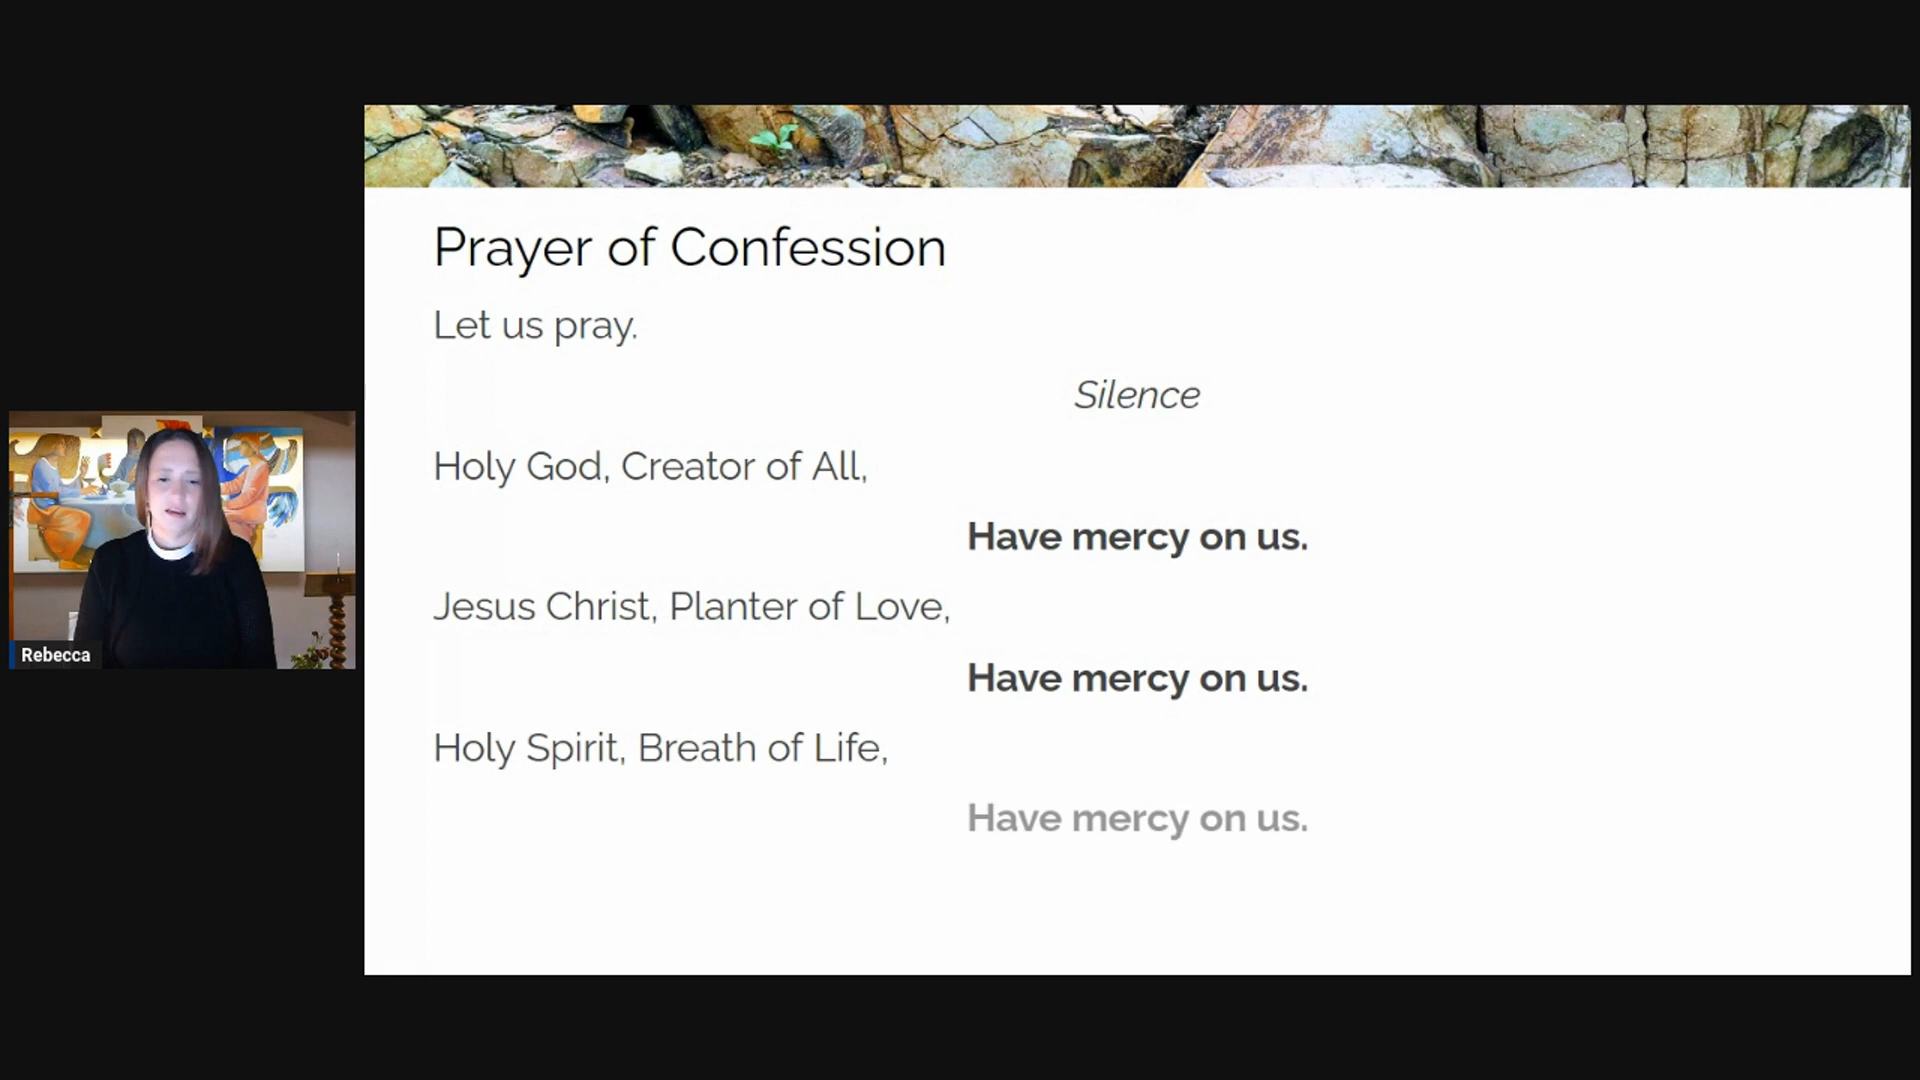 Prayer of Confession
Let us pray.
Silence
Holy God, Creator of All,
Have mercy on us.
Jesus Christ, Planter of Love,
Have mercy on us.
Rebecca
Holy Spirit, Breath of Life,
Have mercy on us.